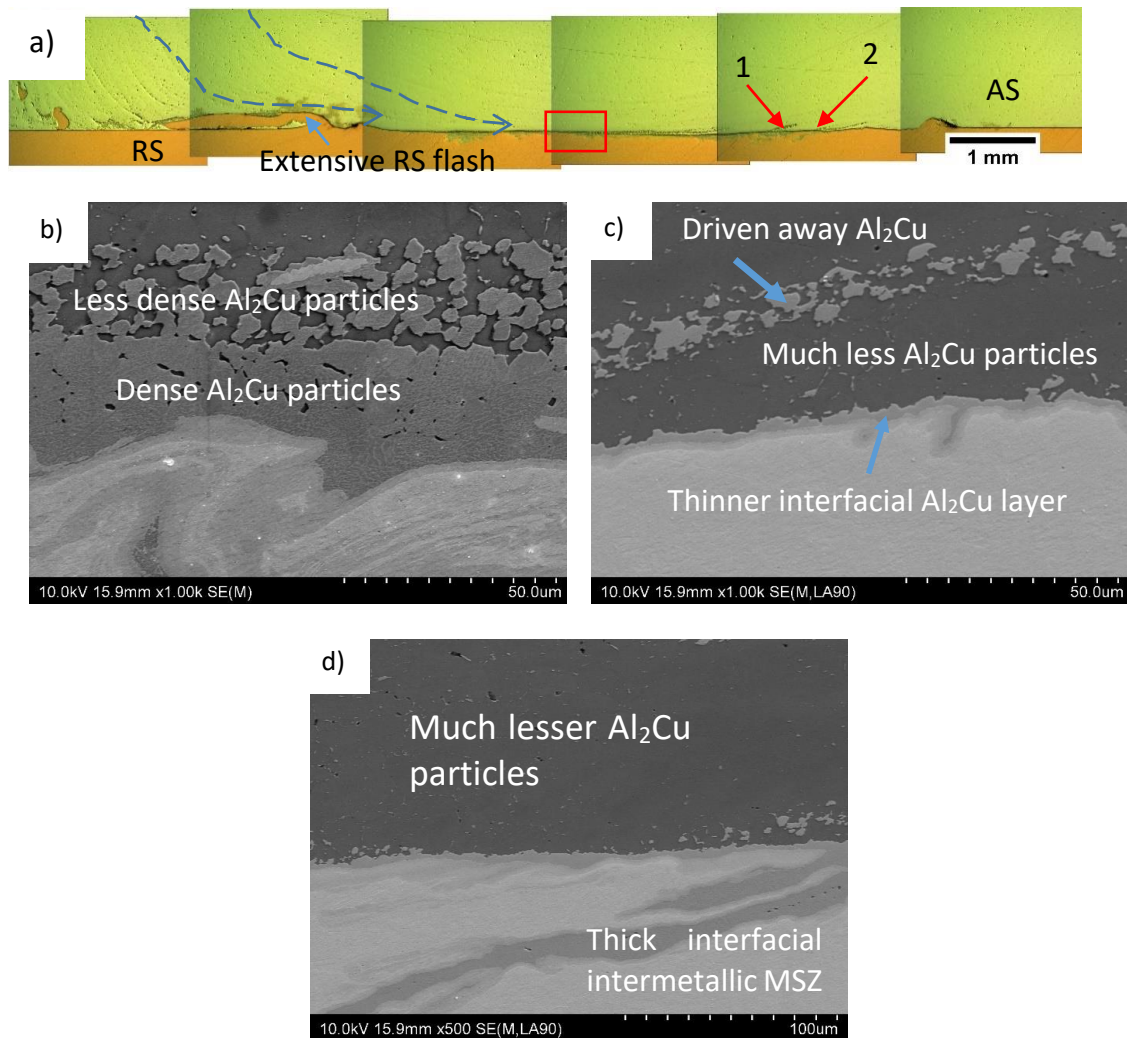 a)
1
2
AS
RS
Extensive RS flash
1 mm
b)
Less dense Al₂Cu particles
Dense Al₂Cu particles
10.0kV 15.9mm x1.00k SE(M)
50.0um
c)
Driven away Al₂Cu
Much less Al₂Cu particles
Thinner interfacial Al₂Cu layer
10.0kV 15.9mm x1.00k SE(M,LA90)
50.0um
d)
Much lesser Al₂Cu
particles
Thick interfacial
intermetallic MSZ
10.0kV 15.9mm x500 SE(M,LA90)
100um